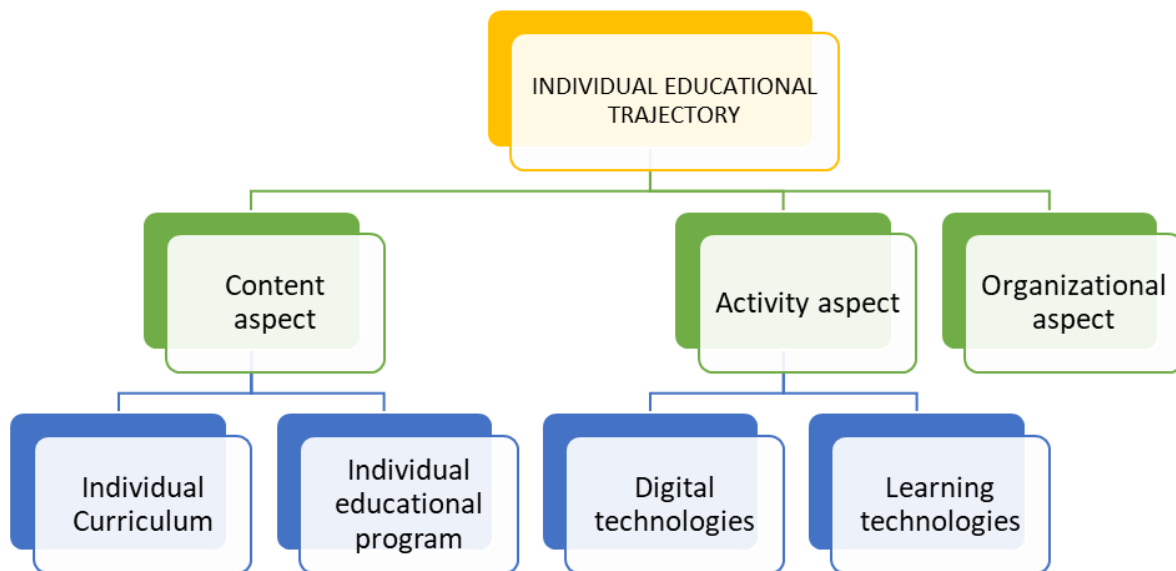 INDIVIDUAL EDUCATIONAL
TRAJECTORY
Content
aspect
Activity aspect
Organizational
aspect
Individual
Curriculum
Individual
educational
program
Digital
technologies
Learning
technologies